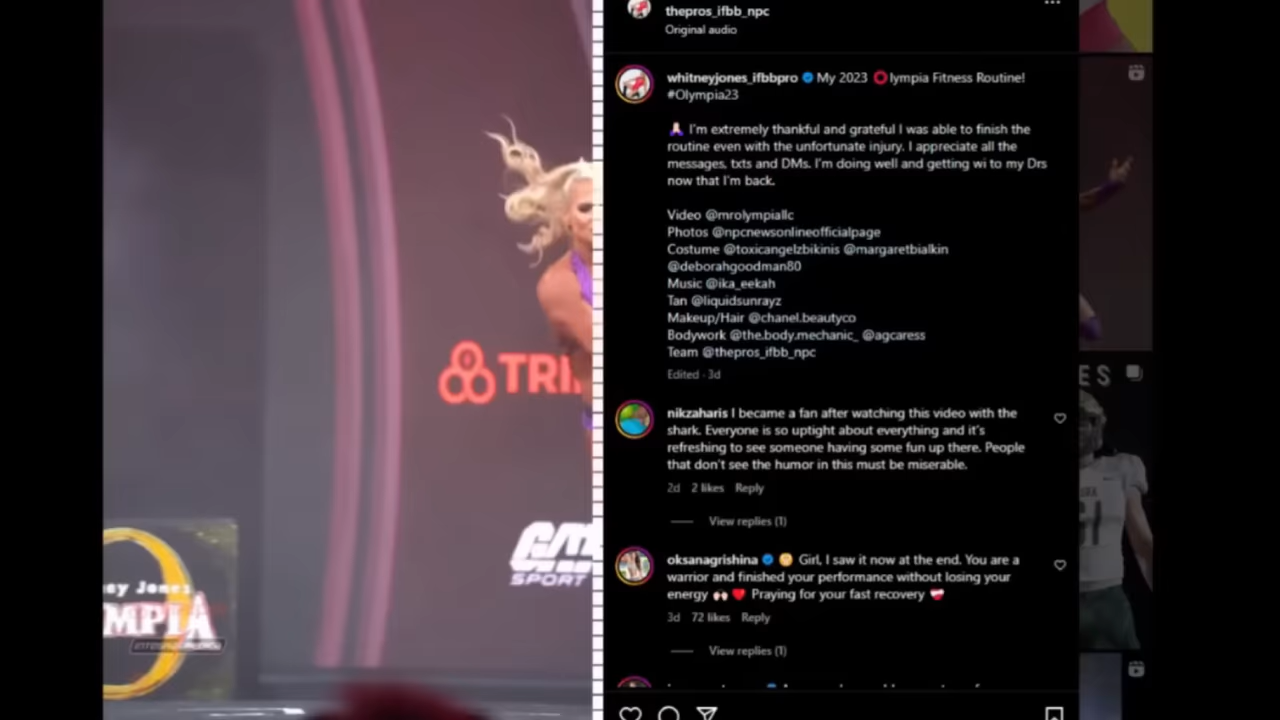 thepros_ifbb_npc
Original audio
whitneyjones_ifbbpro My 2023 ⭕lympia Fitness Routine!
#Olympia23
🙏🏻 I'm extremely thankful and grateful I was able to finish the
routine even with the unfortunate injury. I appreciate all the
messages, txts and DMs. I'm doing well and getting wi to my Drs
now that I'm back.
Video @mrolympiallc
Photos @npcnewsonlineofficialpage
Costume @toxicangelzbikinis @margaretbialkin
@deborahgoodman80
Music @ika_eekah
Tan @liquidsunrayz
Makeup/Hair @chanel.beautyco
Bodywork @the.body.mechanic_ @agcaress
Team @thepros_ifbb_npc
Edited · 3d
nikzaharis I became a fan after watching this video with the
shark. Everyone is so uptight about everything and it's
refreshing to see someone having some fun up there. People
that don't see the humor in this must be miserable.
2d 2 likes Reply
View replies (1)
oksanagrishina Girl, I saw it now at the end. You are a
warrior and finished your performance without losing your
energy 🙌🏻 ❤️ Praying for your fast recovery ❤️‍🩹
3d 72 likes Reply
View replies (1)
TRI
SPORT
ey Jones
MPIA
ES